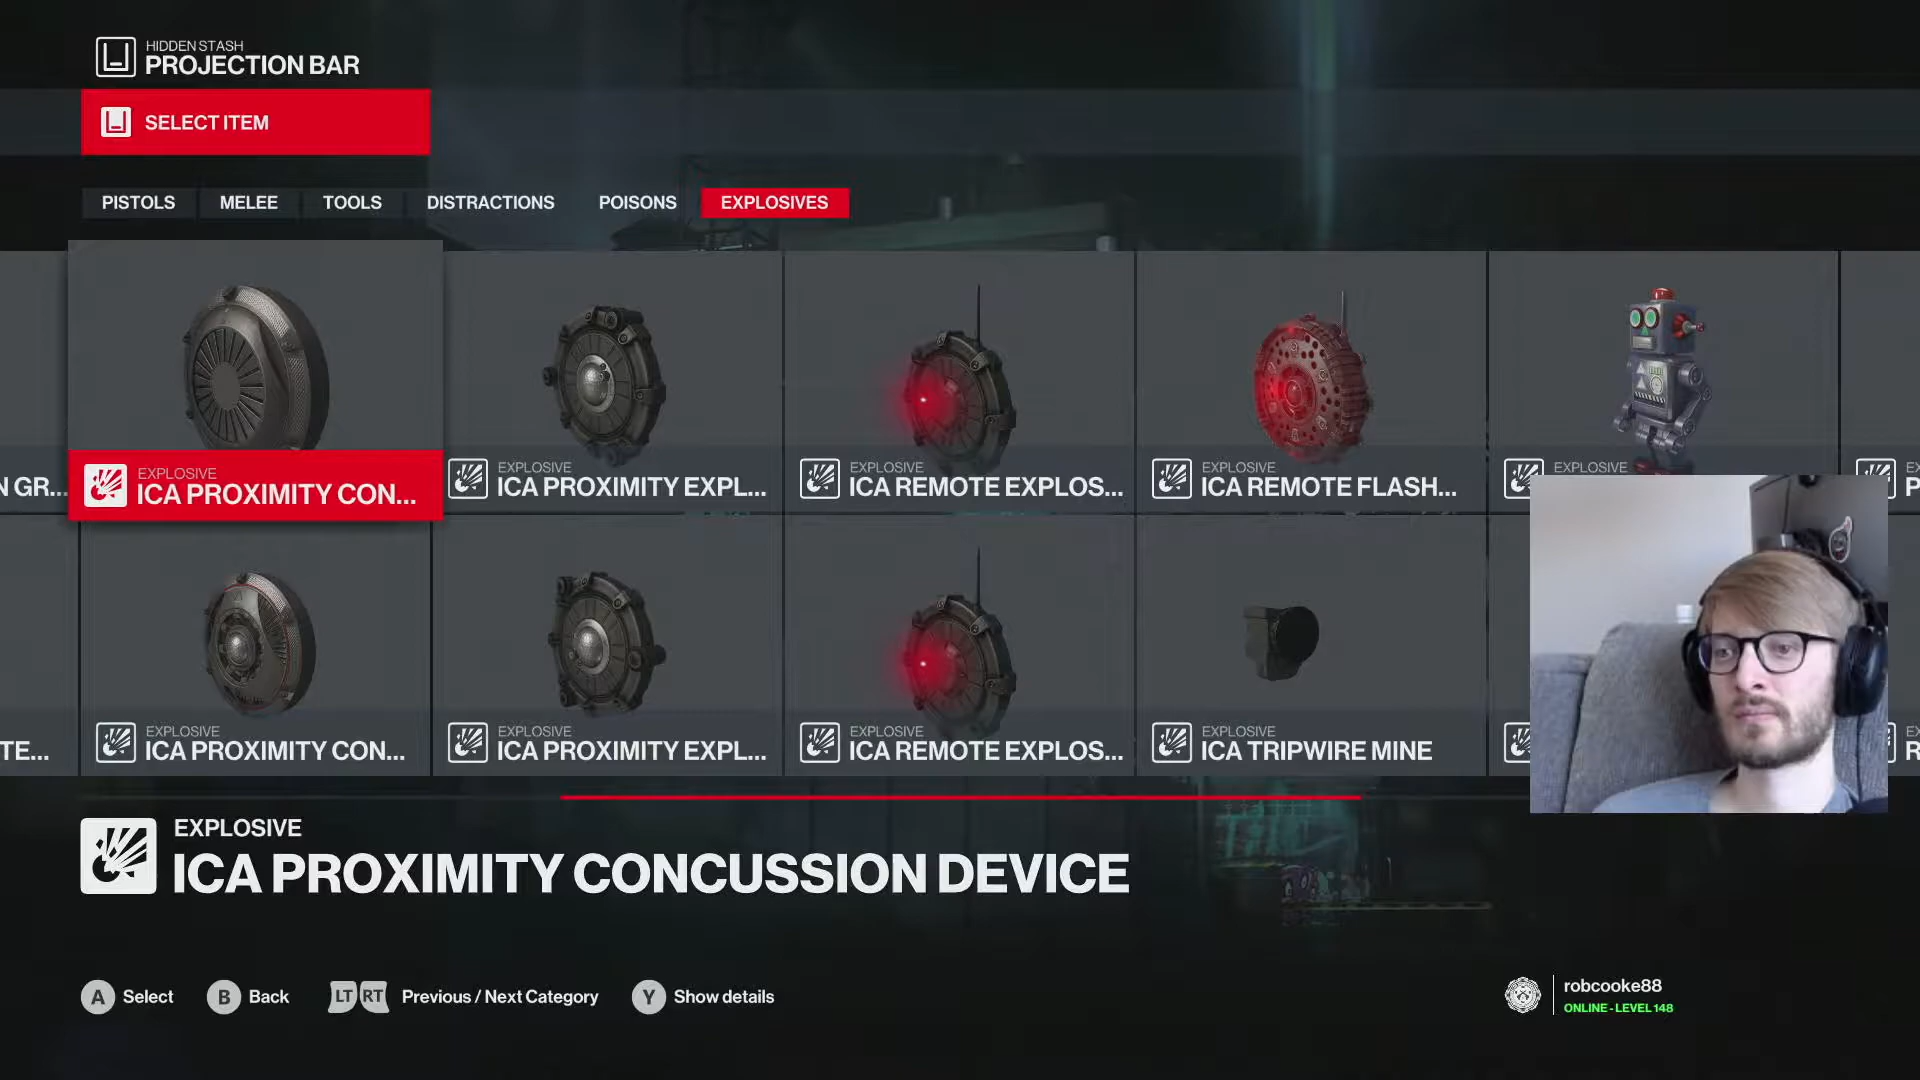 HIDDEN STASH
PROJECTION BAR
SELECT ITEM
PISTOLS MELEE TOOLS DISTRACTIONS POISONS EXPLOSIVES
N GR...
EXPLOSIVE
ICA PROXIMITY CON...
EXPLOSIVE
ICA PROXIMITY EXPL...
EXPLOSIVE
ICA REMOTE EXPLOS...
EXPLOSIVE
ICA REMOTE FLASH...
EXPLOSIVE
TE...
EXPLOSIVE
ICA PROXIMITY CON...
EXPLOSIVE
ICA PROXIMITY EXPL...
EXPLOSIVE
ICA REMOTE EXPLOS...
EXPLOSIVE
ICA TRIPWIRE MINE
EXPLOSIVE
ICA PROXIMITY CONCUSSION DEVICE
A Select B Back LT RT Previous / Next Category Y Show details
robcooke88
ONLINE - LEVEL 148